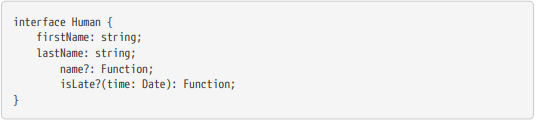 interface Human {
    firstName: string;
    lastName: string;
        name?: Function;
        isLate?(time: Date): Function;
}